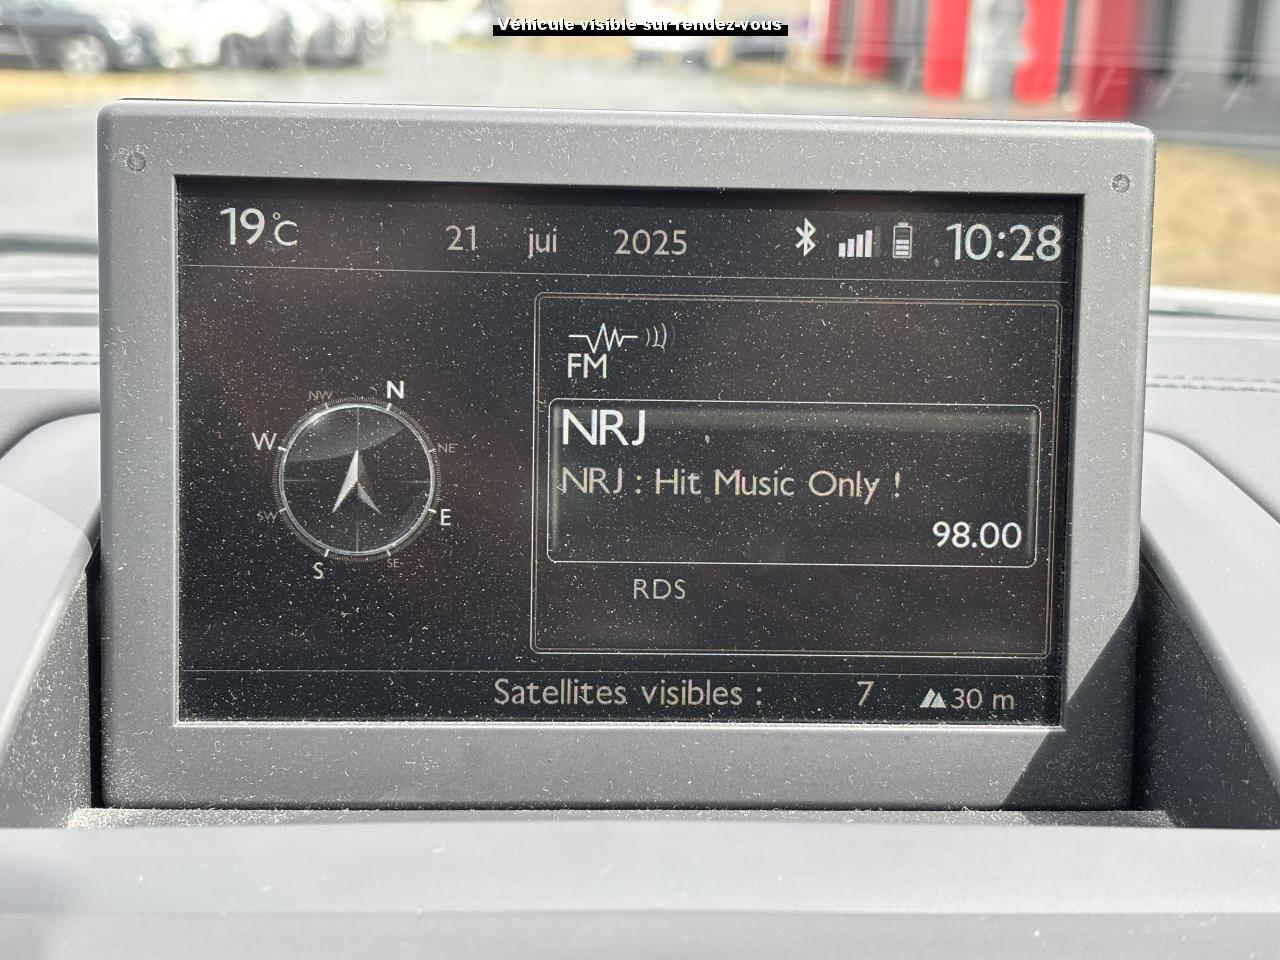 Véhicule visible sur rendez-vous
19°C 21 jui 2025 10:28
FM
NRJ
NRJ : Hit Music Only !
98.00
RDS
N
NE
E
SE
S
SW
W
NW
Satellites visibles : 7 30 m